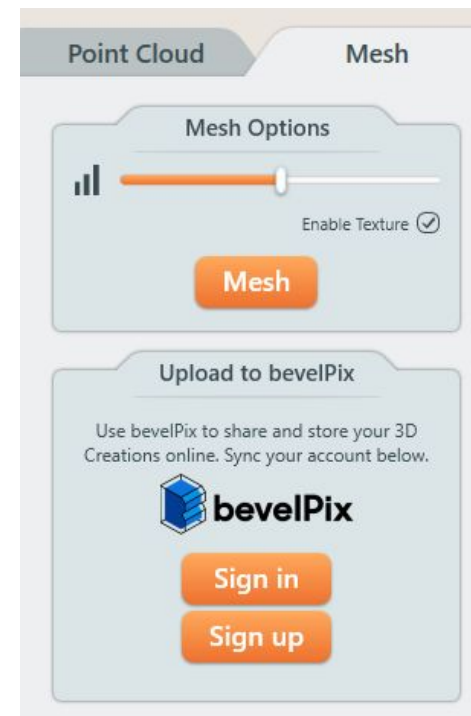 Point Cloud
Mesh
Mesh Options
Enable Texture
Mesh
Upload to bevelPix
Use bevelPix to share and store your 3D
Creations online. Sync your account below.
bevelPix
Sign in
Sign up